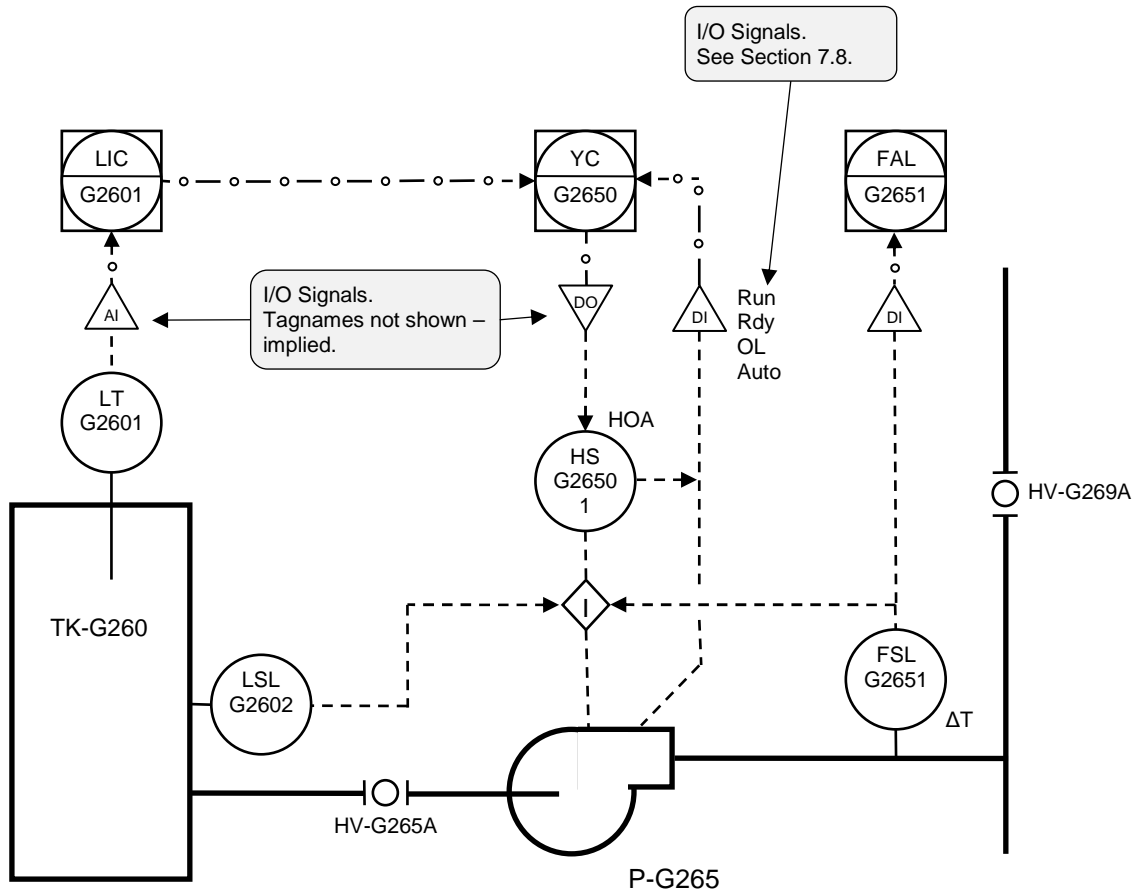 I/O Signals.
See Section 7.8.
LIC
G2601
YC
G2650
FAL
G2651
I/O Signals.
Tagnames not shown –
implied.
AI
DO
DI
Run
Rdy
OL
Auto
DI
LT
G2601
HOA
HS
G2650
1
HV-G269A
I
TK-G260
LSL
G2602
FSL
G2651
ΔT
HV-G265A
P-G265